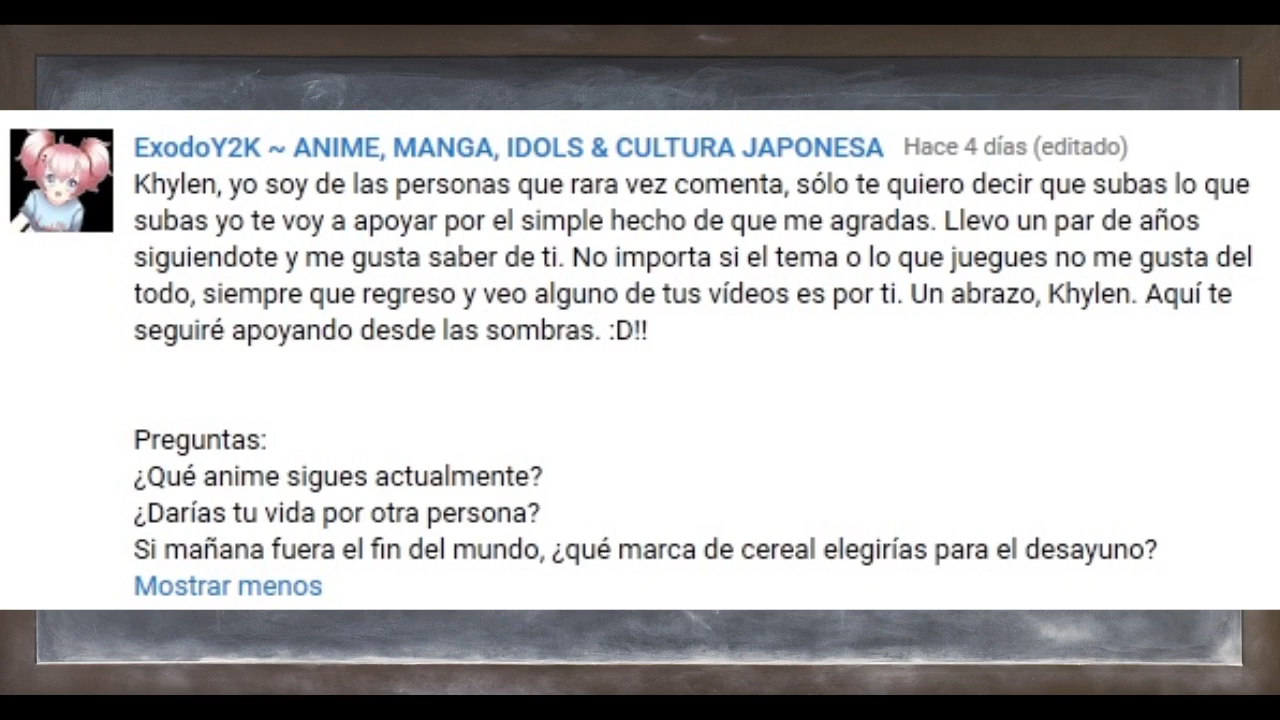 ExodoY2K ~ ANIME, MANGA, IDOLS & CULTURA JAPONESA Hace 4 días (editado)
Khylen, yo soy de las personas que rara vez comenta, sólo te quiero decir que subas lo que
subas yo te voy a apoyar por el simple hecho de que me agradas. Llevo un par de años
siguiendote y me gusta saber de ti. No importa si el tema o lo que juegues no me gusta del
todo, siempre que regreso y veo alguno de tus vídeos es por ti. Un abrazo, Khylen. Aquí te
seguiré apoyando desde las sombras. :D!!
Preguntas:
¿Qué anime sigues actualmente?
¿Darías tu vida por otra persona?
Si mañana fuera el fin del mundo, ¿qué marca de cereal elegirías para el desayuno?
Mostrar menos